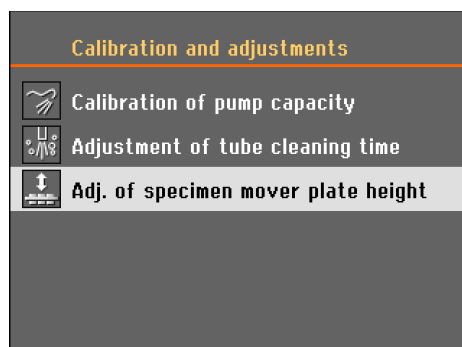 Calibration and adjustments
Calibration of pump capacity
Adjustment of tube cleaning time
Adj. of specimen mover plate height